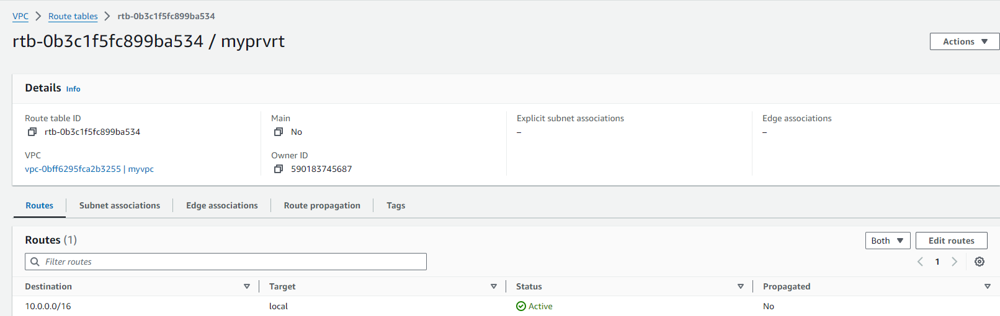 VPC > Route tables > rtb-0b3c1f5fc899ba534
rtb-0b3c1f5fc899ba534 / myprvrt
Actions
Details Info
Route table ID
rtb-0b3c1f5fc899ba534
VPC
vpc-0bff6295fca2b3255 | myvpc
Main
No
Owner ID
590183745687
Explicit subnet associations
–
Edge associations
–
Routes Subnet associations Edge associations Route propagation Tags
Routes (1)
Both Edit routes
Filter routes
1
Destination Target Status Propagated
10.0.0.0/16 local Active No